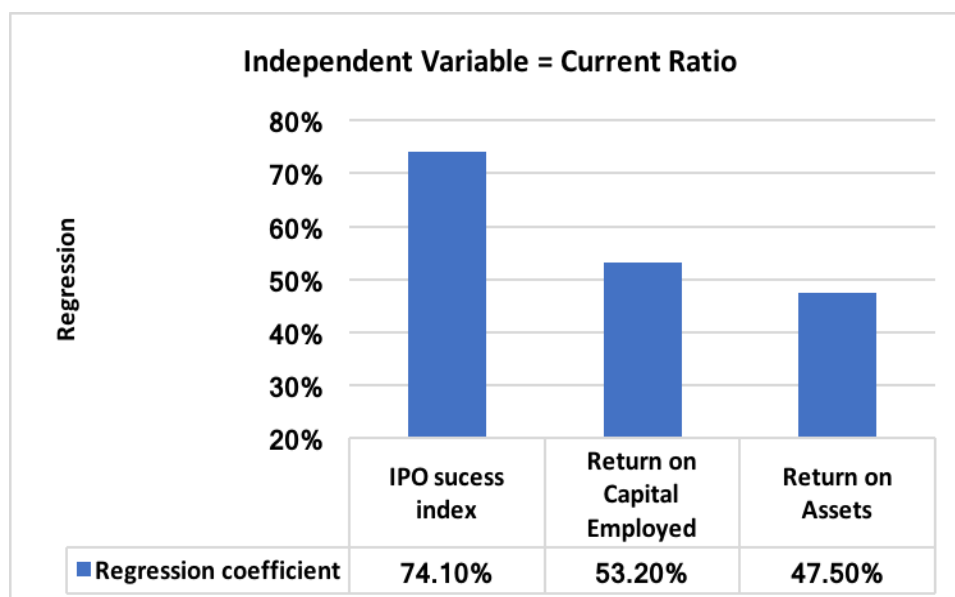 Independent Variable = Current Ratio
80%
70%
60%
50%
40%
30%
20%
Regression
IPO sucess
index
Return on
Capital
Employed
Return on
Assets
Regression coefficient
74.10%
53.20%
47.50%